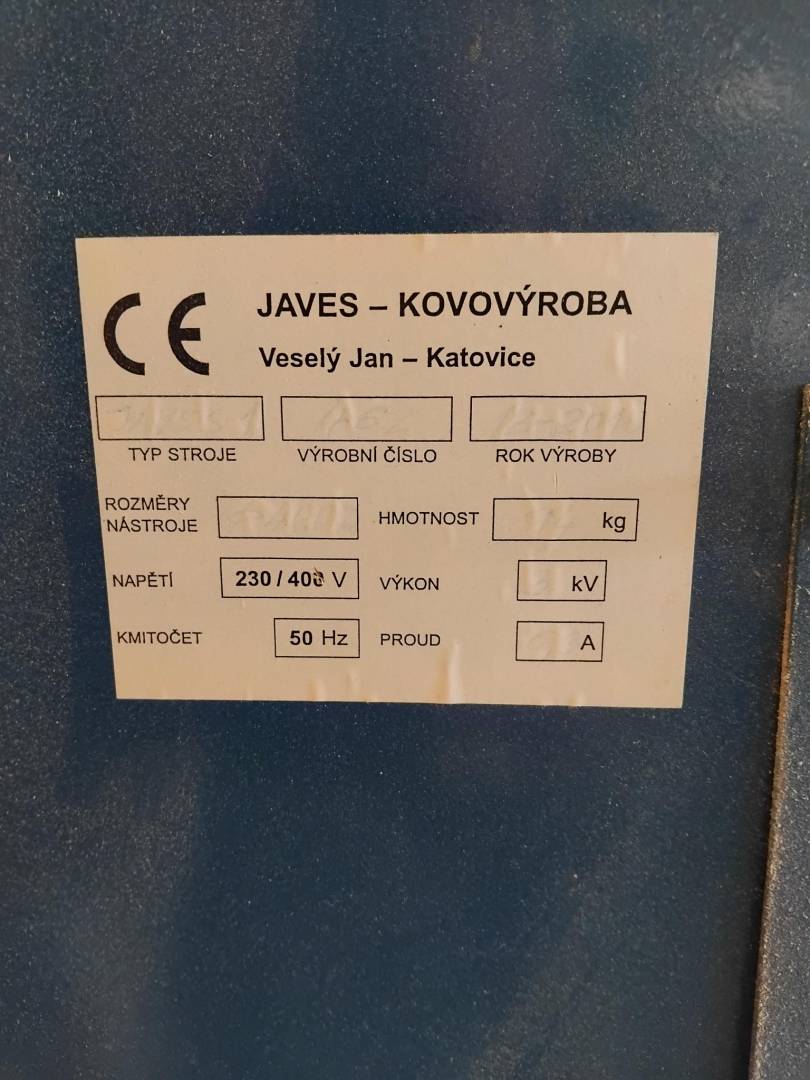 CE
JAVES – KOVOVÝROBA
Veselý Jan – Katovice
TYP STROJE VÝROBNÍ ČÍSLO ROK VÝROBY
ROZMĚRY
NÁSTROJE HMOTNOST kg
NAPĚTÍ 230 / 400 V VÝKON kV
KMITOČET 50 Hz PROUD A